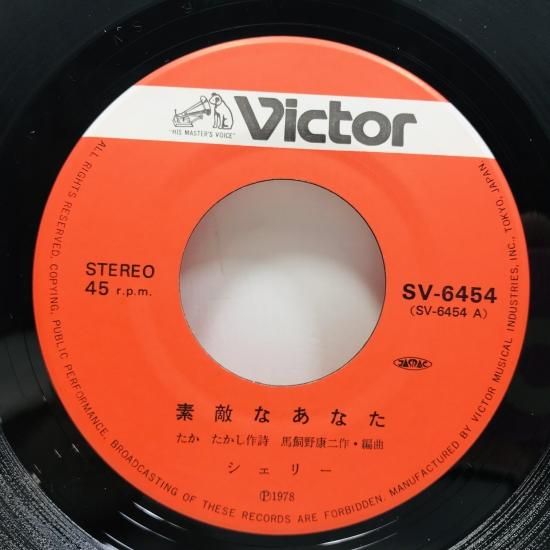 Victor
"HIS MASTER'S VOICE"
STEREO
45 r.p.m.
SV-6454
(SV-6454 A)
JASRAC
素敵なあなた
たか たかし作詩 馬飼野康二作・編曲
シェリー
Ⓟ1978
ALL RIGHTS RESERVED. COPYING, PUBLIC PERFORMANCE, BROADCASTING OF THESE RECORDS ARE FORBIDDEN. MANUFACTURED BY VICTOR MUSICAL INDUSTRIES, INC., TOKYO, JAPAN.